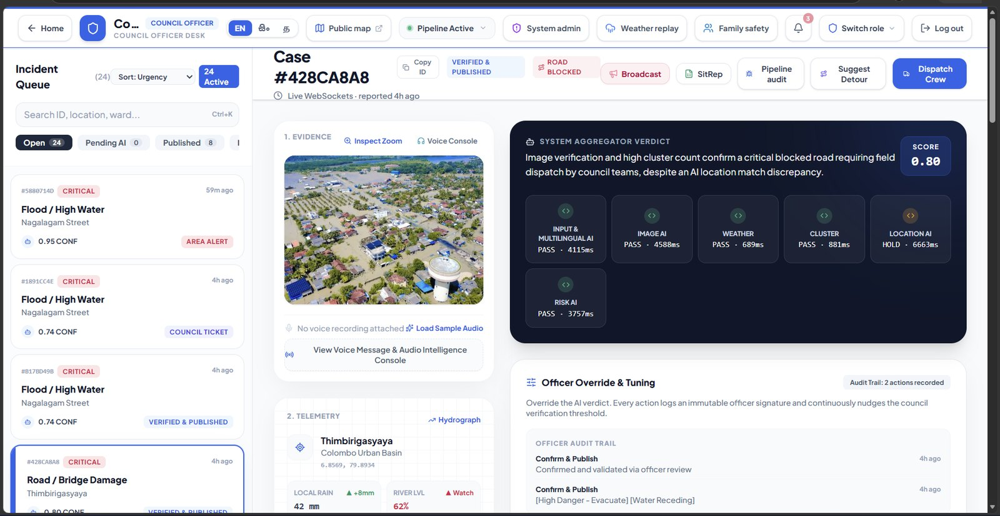 Home
Co...
COUNCIL OFFICER
COUNCIL OFFICER DESK
EN
සිං
த
Public map
Pipeline Active
System admin
Weather replay
Family safety
3
Switch role
Log out
Incident
Queue
(24)
Sort: Urgency
24
Active
Search ID, location, ward...
Ctrl+K
Open 24
Pending AI 0
Published 8
#5880714D CRITICAL 59m ago
Flood / High Water
Nagalagam Street
0.95 CONF
AREA ALERT
#1891CC4E CRITICAL 4h ago
Flood / High Water
Nagalagam Street
0.74 CONF
COUNCIL TICKET
#B17BD49B CRITICAL 4h ago
Flood / High Water
Nagalagam Street
0.74 CONF
VERIFIED & PUBLISHED
#428CA8A8 CRITICAL 4h ago
Road / Bridge Damage
Thimbirigasyaya
0.80 CONF
VERIFIED & PUBLISHED
Case
#428CA8A8
Copy
ID
VERIFIED &
PUBLISHED
ROAD
BLOCKED
Broadcast
SitRep
Pipeline
audit
Suggest
Detour
Dispatch
Crew
Live WebSockets · reported 4h ago
1. EVIDENCE
Inspect Zoom
Voice Console
No voice recording attached
Load Sample Audio
View Voice Message & Audio Intelligence
Console
2. TELEMETRY
Hydrograph
Thimbirigasyaya
Colombo Urban Basin
6.8569, 79.8934
LOCAL RAIN ▲ +8mm
42 mm
RIVER LVL ▲ Watch
62%
SYSTEM AGGREGATOR VERDICT
Image verification and high cluster count confirm a critical blocked road requiring field
dispatch by council teams, despite an AI location match discrepancy.
SCORE
0.80
INPUT &
MULTILINGUAL AI
PASS · 4115ms
IMAGE AI
PASS · 4588ms
WEATHER
PASS · 689ms
CLUSTER
PASS · 881ms
LOCATION AI
HOLD · 6663ms
RISK AI
PASS · 3757ms
Officer Override & Tuning
Audit Trail: 2 actions recorded
Override the AI verdict. Every action logs an immutable officer signature and continuously nudges the council
verification threshold.
OFFICER AUDIT TRAIL
Confirm & Publish 4h ago
Confirmed and validated via officer review
Confirm & Publish 4h ago
[High Danger - Evacuate] [Water Receding]